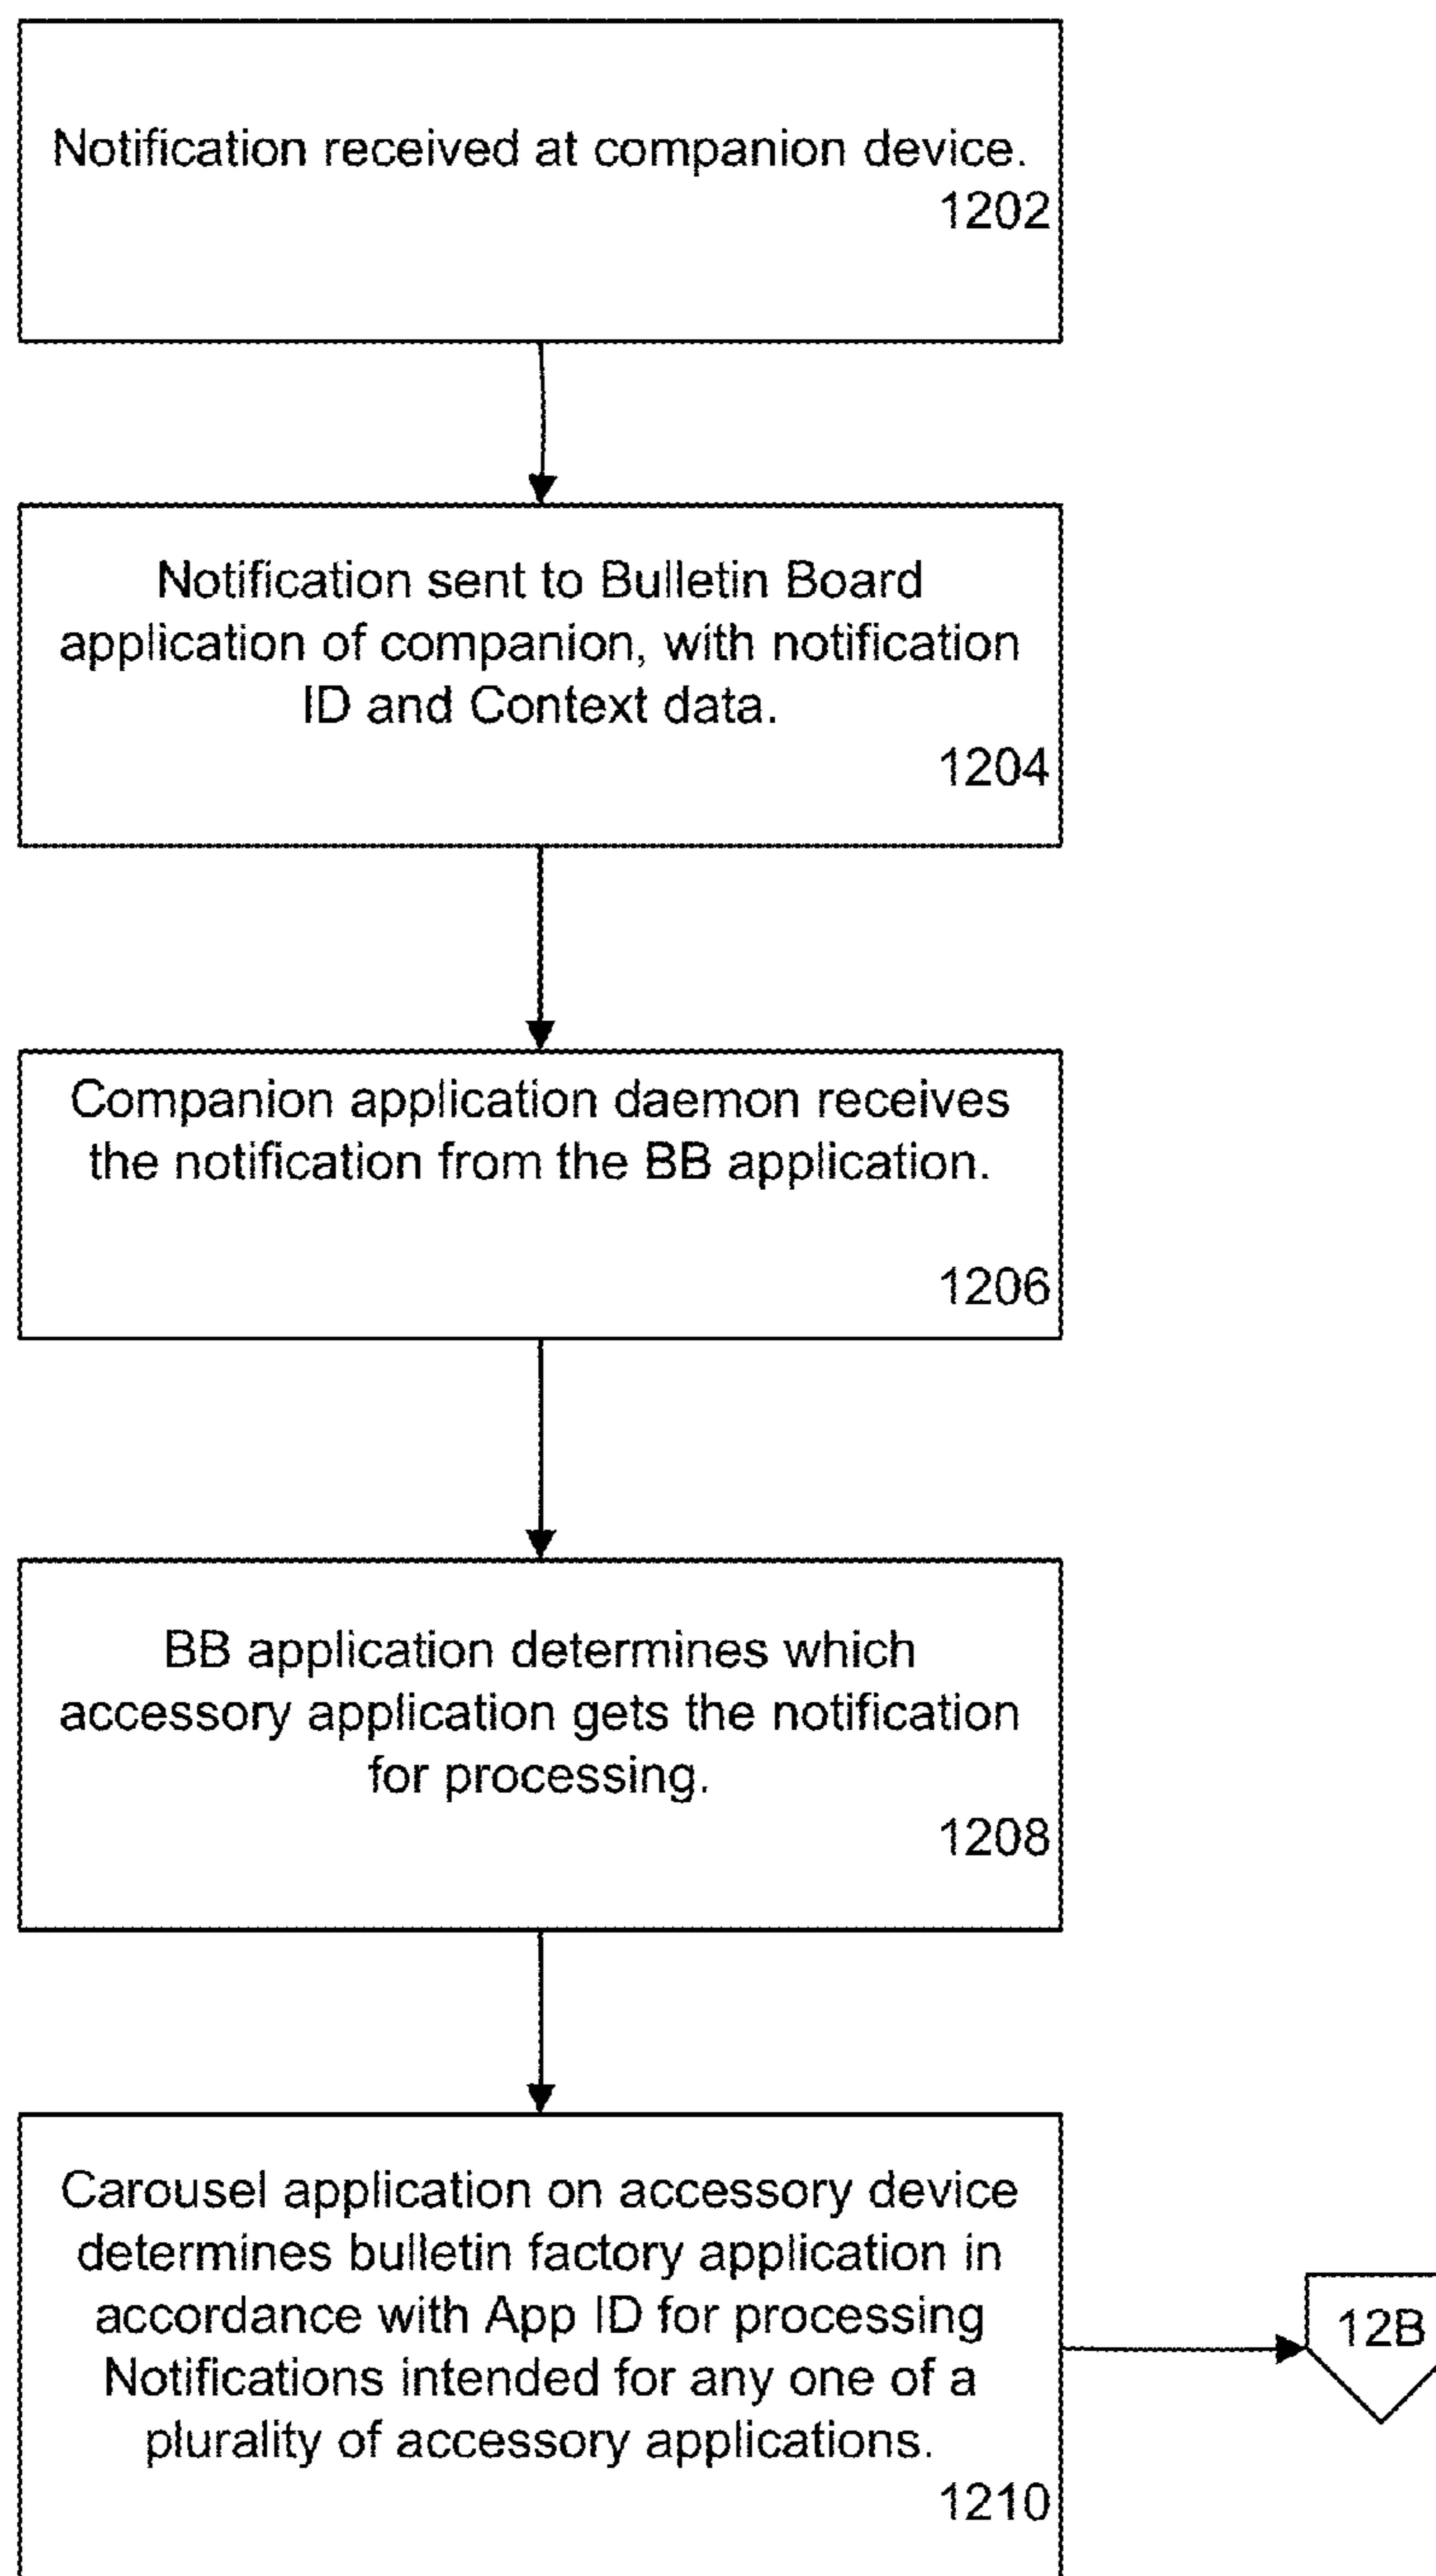 Notification received at companion device.
1202
Notification sent to Bulletin Board
application of companion, with notification
ID and Context data.
1204
Companion application daemon receives
the notification from the BB application.
1206
BB application determines which
accessory application gets the notification
for processing.
1208
Carousel application on accessory device
determines bulletin factory application in
accordance with App ID for processing
Notifications intended for any one of a
plurality of accessory applications.
1210
12B